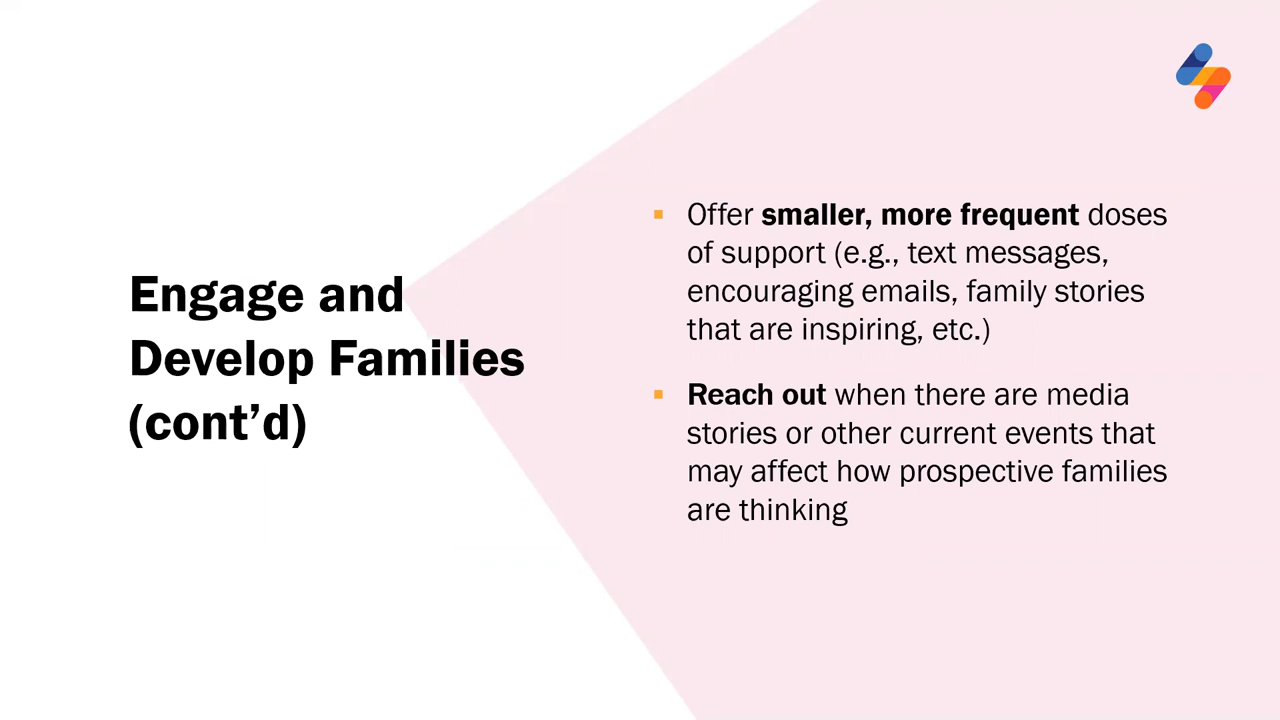 Engage and
Develop Families
(cont’d)
▪ Offer smaller, more frequent doses
of support (e.g., text messages,
encouraging emails, family stories
that are inspiring, etc.)
▪ Reach out when there are media
stories or other current events that
may affect how prospective families
are thinking